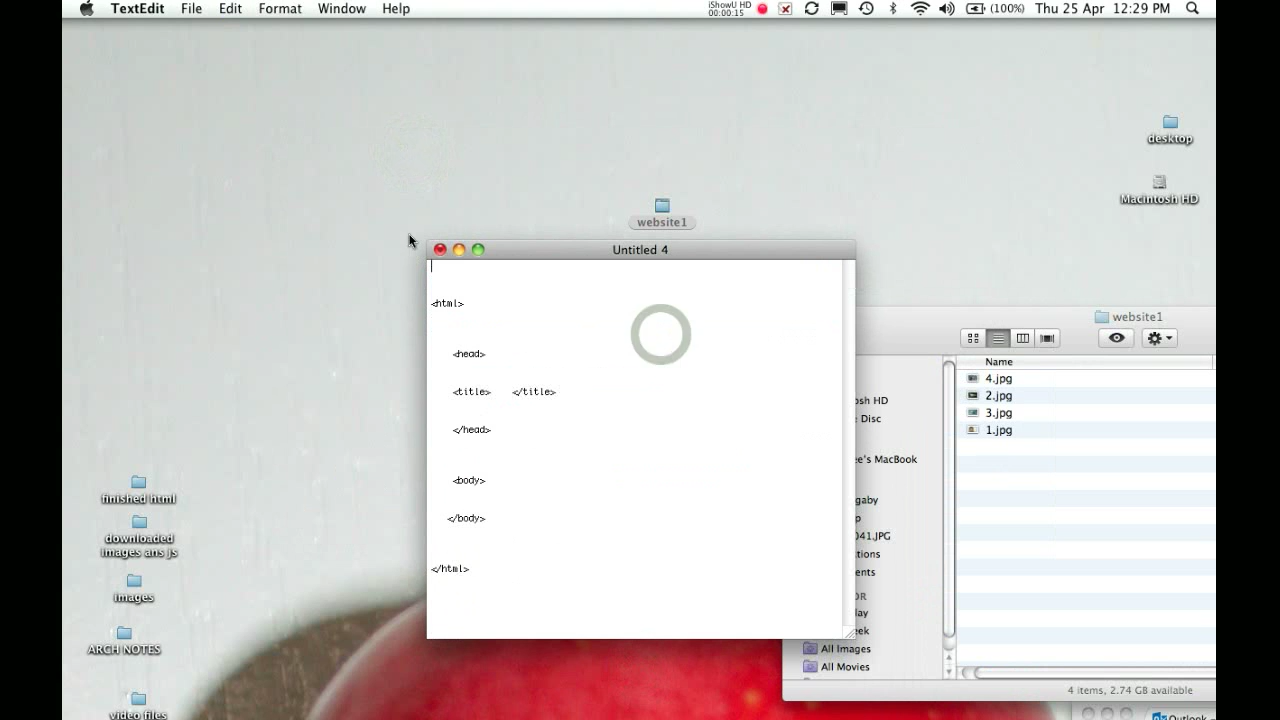 TextEdit File Edit Format Window Help iShowU HD 00:00:15 (100%) Thu 25 Apr 12:29 PM
desktop
Macintosh HD
website1
Untitled 4
<html>
<head>
<title> </title>
</head>
<body>
</body>
</html>
website1
Name
4.jpg
2.jpg
3.jpg
1.jpg
osh HD
Disc
ee's MacBook
gaby
p
041.JPG
tions
ents
OR
lay
eek
All Images
All Movies
4 items, 2.74 GB available
Outlook
finished html
downloaded
images ans js
images
ARCH NOTES
video files